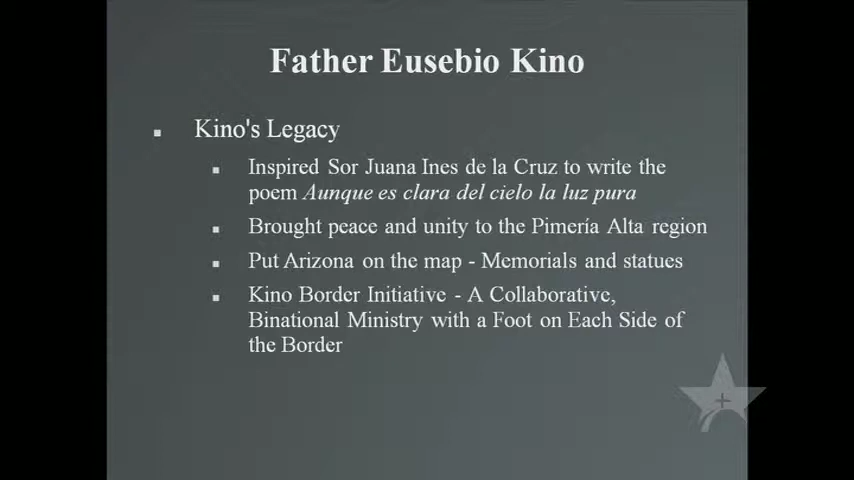 Father Eusebio Kino
Kino's Legacy
Inspired Sor Juana Ines de la Cruz to write the
poem Aunque es clara del cielo la luz pura
Brought peace and unity to the Pimería Alta region
Put Arizona on the map - Memorials and statues
Kino Border Initiative - A Collaborative,
Binational Ministry with a Foot on Each Side of
the Border